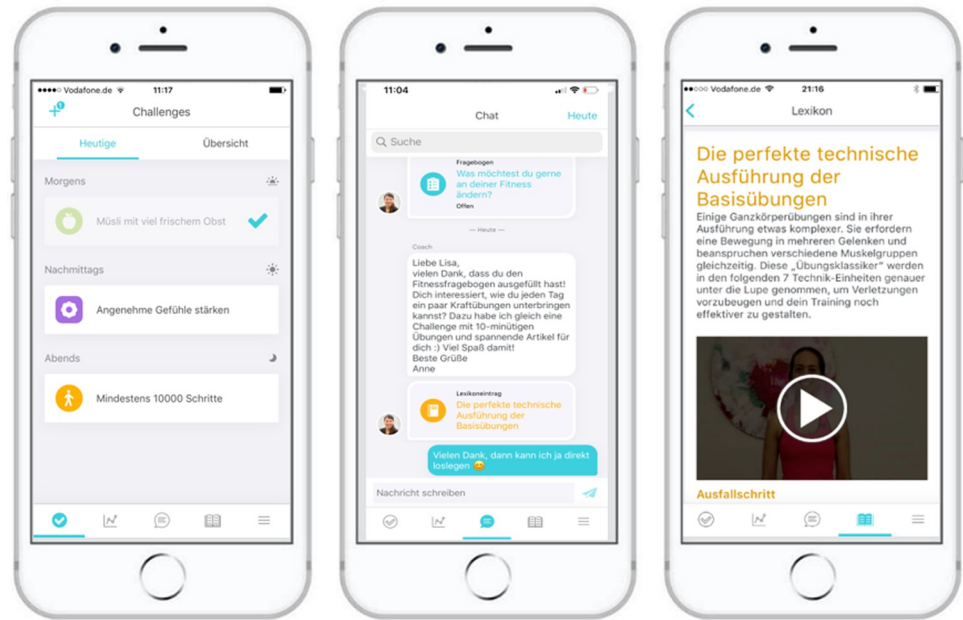 Vodafone.de 11:17
1
Challenges
Heutige Übersicht
Morgens
Müsli mit viel frischem Obst
Nachmittags
Angenehme Gefühle stärken
Abends
Mindestens 10000 Schritte
11:04
Chat Heute
Suche
Fragebogen
Was möchtest du gerne
an deiner Fitness
ändern?
Offen
— Heute —
Coach
Liebe Lisa,
vielen Dank, dass du den
Fitnessfragebogen ausgefüllt hast!
Dich interessiert, wie du jeden Tag
ein paar Kraftübungen unterbringen
kannst? Dazu habe ich gleich eine
Challenge mit 10-minütigen
Übungen und spannende Artikel für
dich :) Viel Spaß damit!
Beste Grüße
Anne
Lexikoneintrag
Die perfekte technische
Ausführung der
Basisübungen
Vielen Dank, dann kann ich ja direkt
loslegen 😊
Nachricht schreiben
Vodafone.de 21:16
Lexikon
Die perfekte technische
Ausführung der
Basisübungen
Einige Ganzkörperübungen sind in ihrer
Ausführung etwas komplexer. Sie erfordern
eine Bewegung in mehreren Gelenken und
beanspruchen verschiedene Muskelgruppen
gleichzeitig. Diese „Übungsklassiker“ werden
in den folgenden 7 Technik-Einheiten genauer
unter die Lupe genommen, um Verletzungen
vorzubeugen und dein Training noch
effektiver zu gestalten.
Ausfallschritt